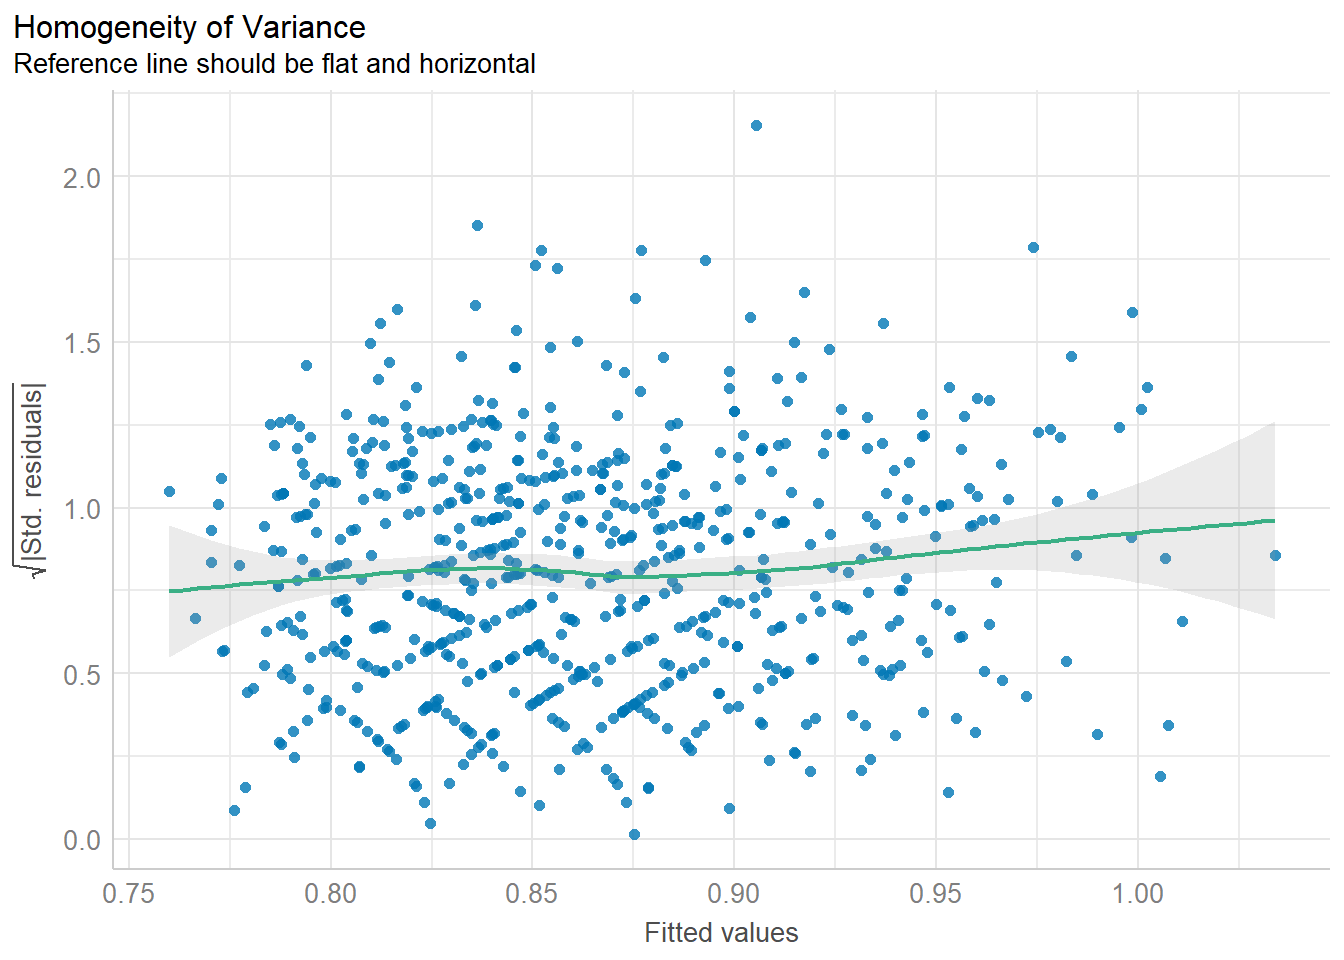 Homogeneity of Variance
Reference line should be flat and horizontal
2.0
1.5
1.0
0.5
0.0
√|Std. residuals|
0.75 0.80 0.85 0.90 0.95 1.00
Fitted values